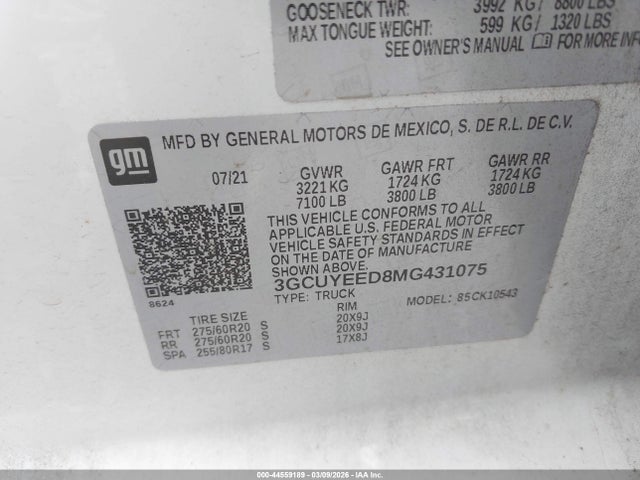 GOOSENECK TWR: 3992 KG/ 8800 LBS
MAX TONGUE WEIGHT: 599 KG/ 1320 LBS
SEE OWNER'S MANUAL FOR MORE INFO
gm
MFD BY GENERAL MOTORS DE MEXICO, S. DE R.L. DE C.V.
07/21 GVWR GAWR FRT GAWR RR
3221 KG 1724 KG 1724 KG
7100 LB 3800 LB 3800 LB
THIS VEHICLE CONFORMS TO ALL
APPLICABLE U.S. FEDERAL MOTOR
VEHICLE SAFETY STANDARDS IN EFFECT
ON THE DATE OF MANUFACTURE
SHOWN ABOVE.
3GCUYEED8MG431075
8624
TYPE: TRUCK MODEL: 85CK10543
TIRE SIZE RIM
FRT 275/60R20 S 20X9J
RR 275/60R20 S 20X9J
SPA 255/80R17 S 17X8J
000-44559189 | 03/09/2026 - IAA, Inc.